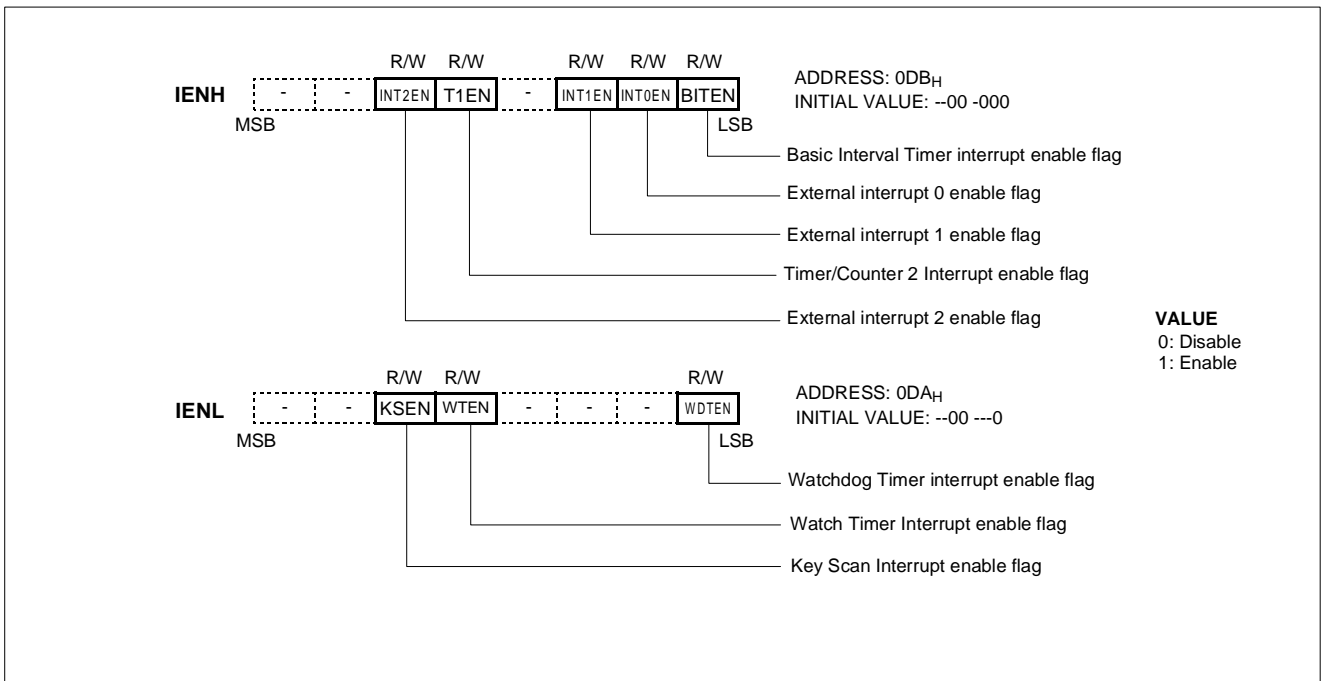 R/W R/W R/W R/W R/W
IENH - - INT2EN T1EN - INT1EN INT0EN BITEN
MSB LSB
ADDRESS: 0DBH
INITIAL VALUE: --00 -000
Basic Interval Timer interrupt enable flag
External interrupt 0 enable flag
External interrupt 1 enable flag
Timer/Counter 2 Interrupt enable flag
External interrupt 2 enable flag
VALUE
0: Disable
1: Enable
R/W R/W R/W
IENL - - KSEN WTEN - - - WDTEN
MSB LSB
ADDRESS: 0DAH
INITIAL VALUE: --00 ---0
Watchdog Timer interrupt enable flag
Watch Timer Interrupt enable flag
Key Scan Interrupt enable flag